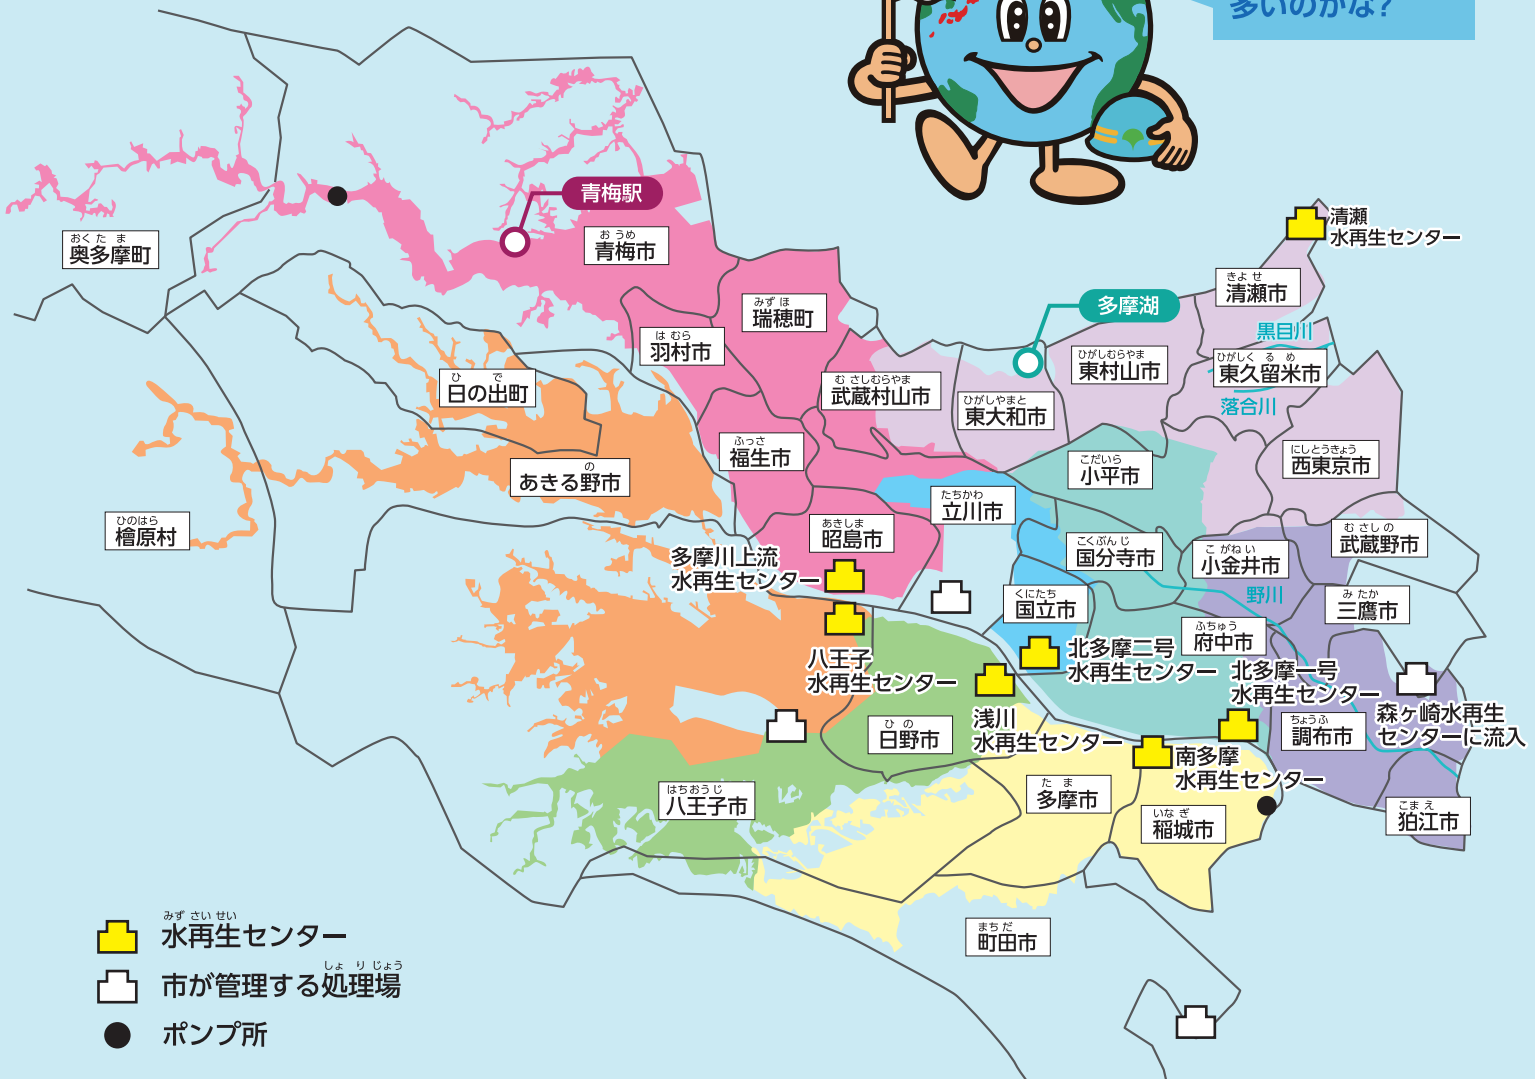 多いのかな?
清瀬
水再生センター
青梅駅
おくたま
奥多摩町
おうめ
青梅市
きよせ
清瀬市
多摩湖
みずほ
瑞穂町
黒目川
はむら
羽村市
ひがしむらやま
東村山市
ひがしくるめ
東久留米市
ひので
日の出町
むさしむらやま
武蔵村山市
ひがしやまと
東大和市
落合川
ふっさ
福生市
こだいら
小平市
にしとうきょう
西東京市
の
あきる野市
たちかわ
立川市
ひのはら
檜原村
あきしま
昭島市
こくぶんじ
国分寺市
こがねい
小金井市
むさしの
武蔵野市
多摩川上流
水再生センター
くにたち
国立市
野川
みたか
三鷹市
ふちゅう
府中市
八王子
水再生センター
北多摩二号
水再生センター
北多摩一号
水再生センター
浅川
水再生センター
ひの
日野市
ちょうふ
調布市
森ヶ崎水再生
センターに流入
南多摩
水再生センター
はちおうじ
八王子市
たま
多摩市
いなぎ
稲城市
こまえ
狛江市
まちだ
町田市
みずさいせい
水再生センター
しょりじょう
市が管理する処理場
ポンプ所